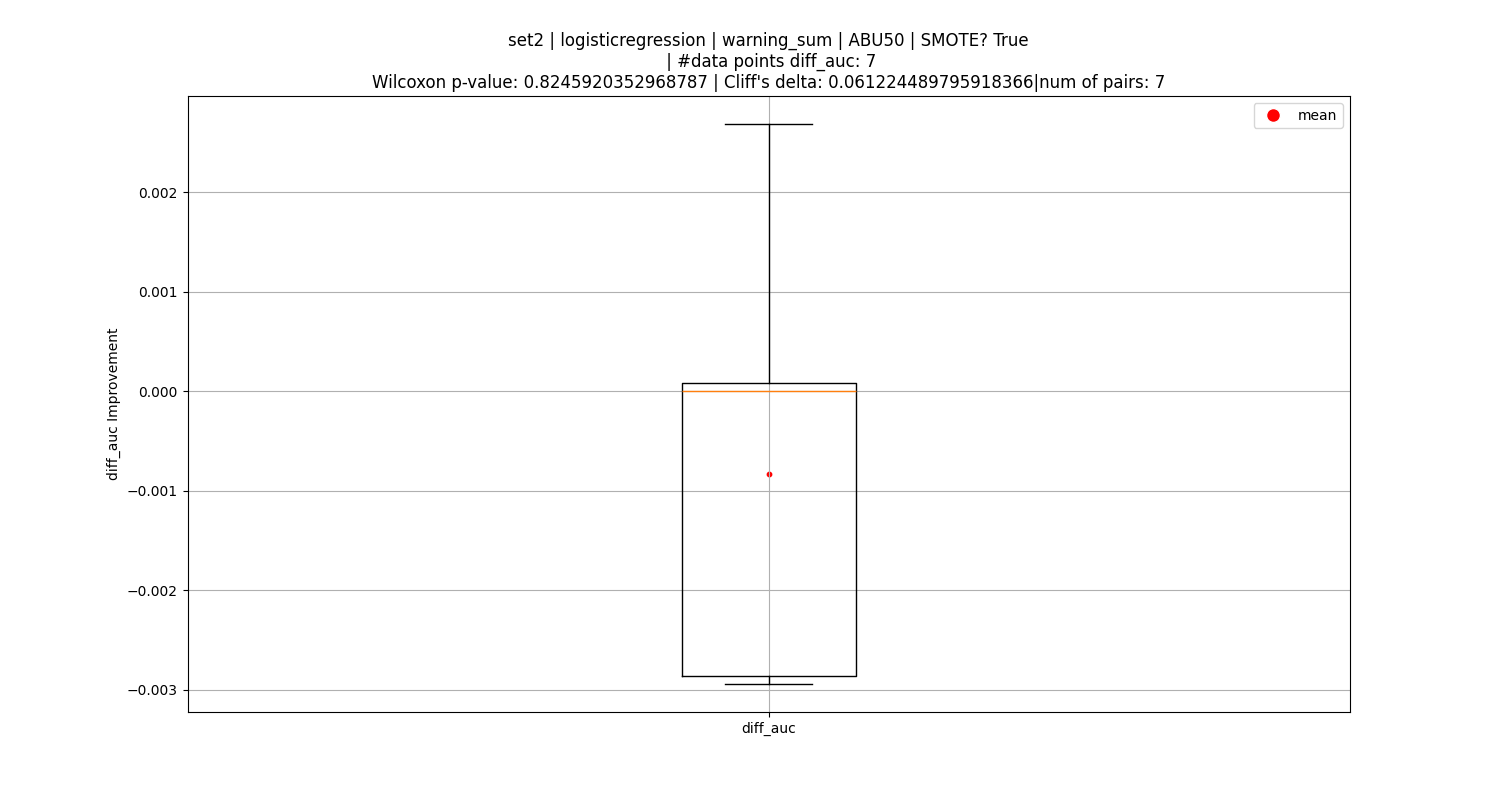 set2 | logisticregression | warning_sum | ABU50 | SMOTE? True
| #data points diff_auc: 7
Wilcoxon p-value: 0.8245920352968787 | Cliff's delta: 0.061224489795918366|num of pairs: 7
mean
0.002
0.001
0.000
−0.001
−0.002
−0.003
diff_auc Improvement
diff_auc